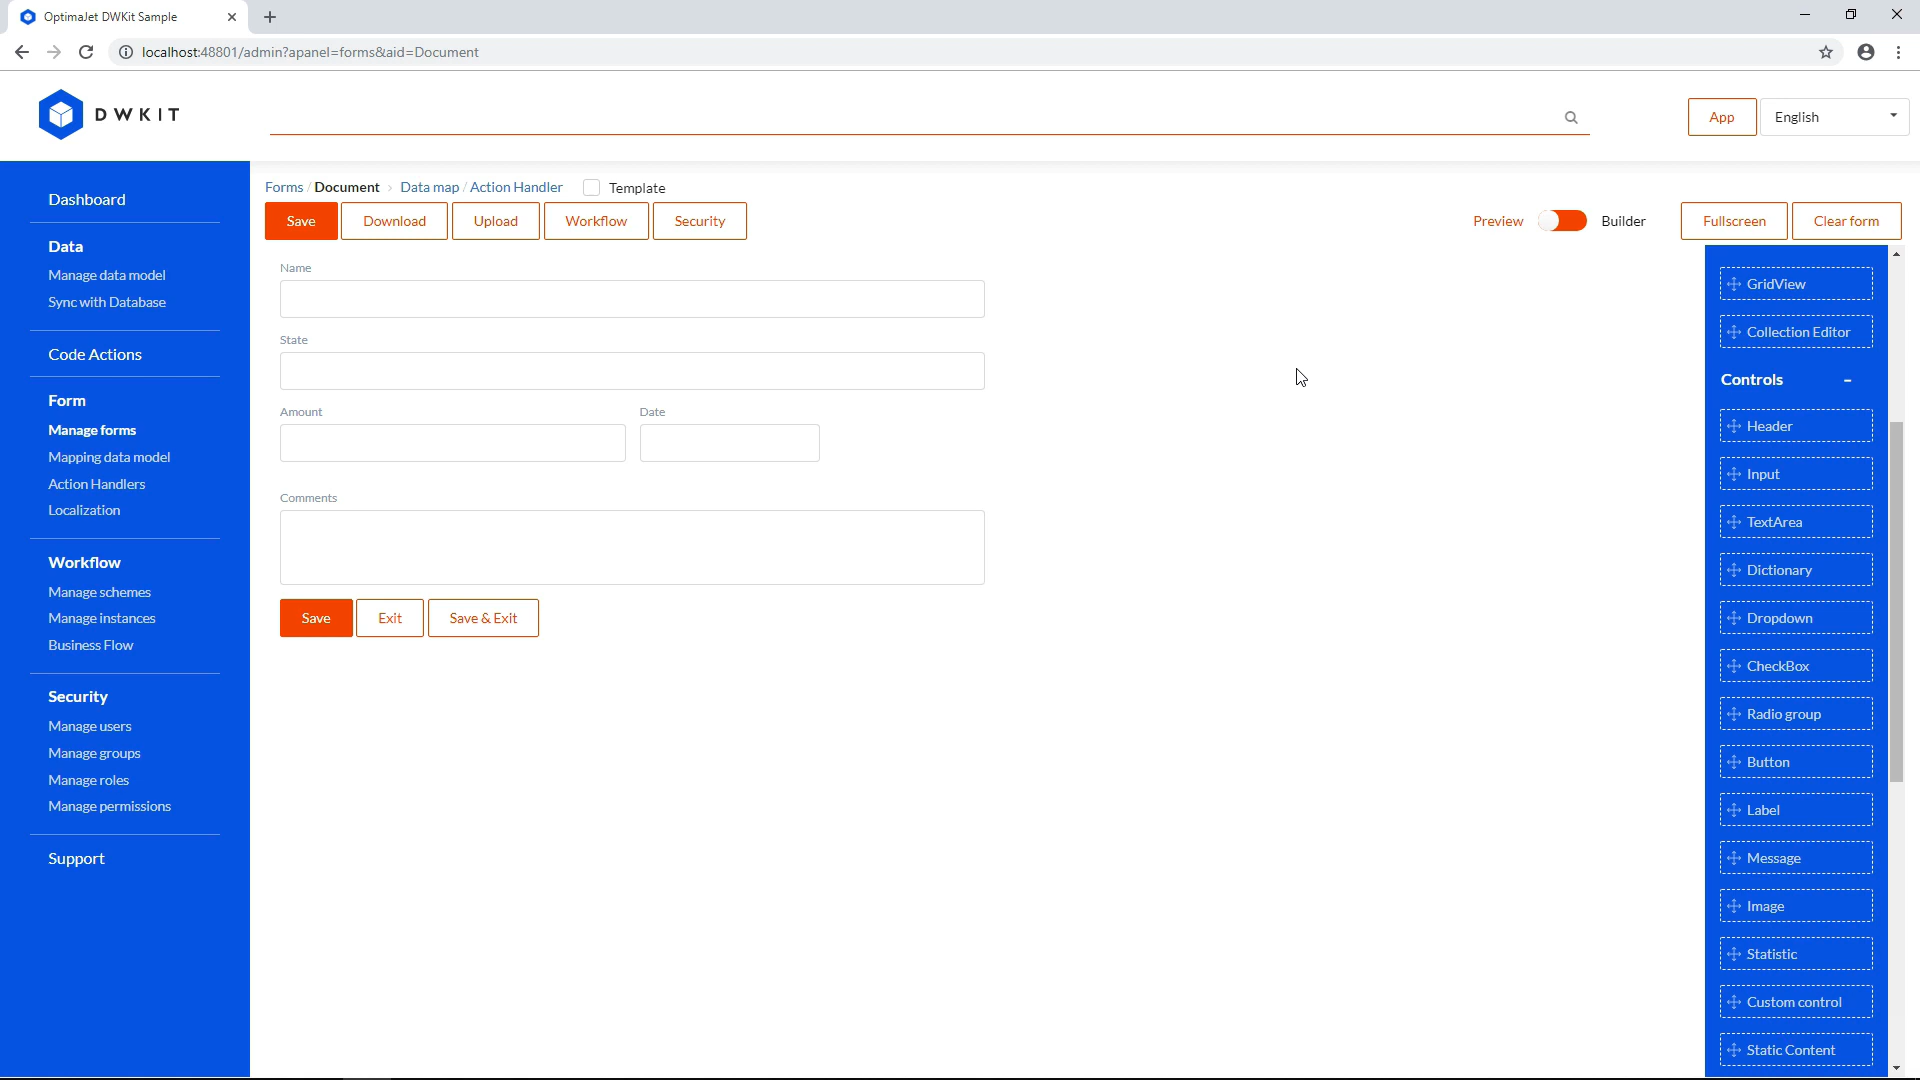 OptimaJet DWKit Sample
localhost:48801/admin?apanel=forms&aid=Document
DWKIT
App
English
Dashboard
Data
Manage data model
Sync with Database
Code Actions
Form
Manage forms
Mapping data model
Action Handlers
Localization
Workflow
Manage schemes
Manage instances
Business Flow
Security
Manage users
Manage groups
Manage roles
Manage permissions
Support
Forms / Document > Data map / Action Handler Template
Save Download Upload Workflow Security
Preview Builder Fullscreen Clear form
Name
State
Amount Date
Comments
Save Exit Save & Exit
GridView
Collection Editor
Controls -
Header
Input
TextArea
Dictionary
Dropdown
CheckBox
Radio group
Button
Label
Message
Image
Statistic
Custom control
Static Content